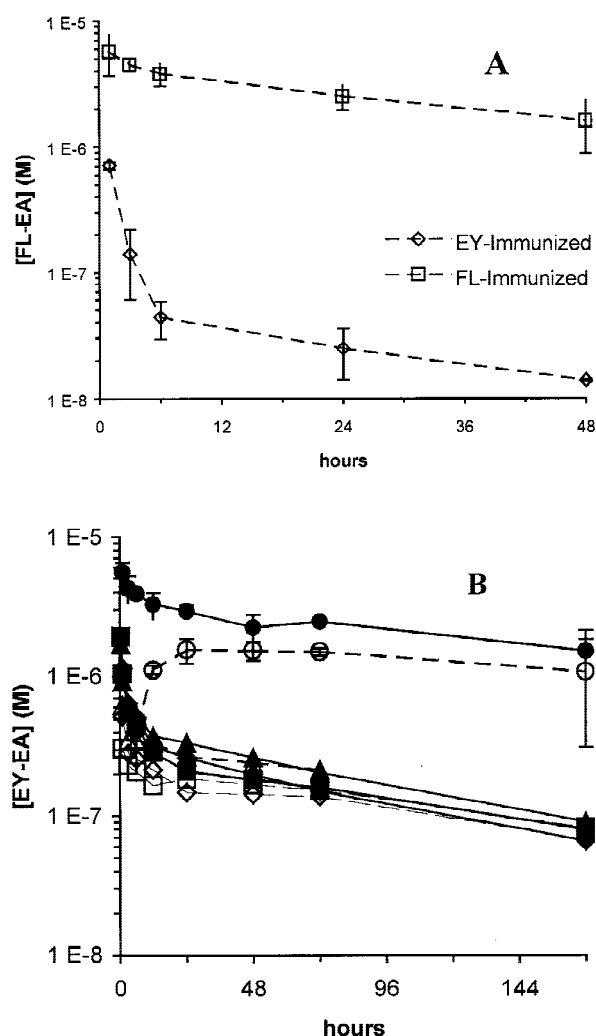 1 E-5
A
1 E-6
[FL-EA] (M)
EY-Immunized
FL-Immunized
1 E-7
1 E-8
0 12 24 36 48
hours
1 E-5
B
1 E-6
[EY-EA] (M)
1 E-7
1 E-8
0 48 96 144
hours